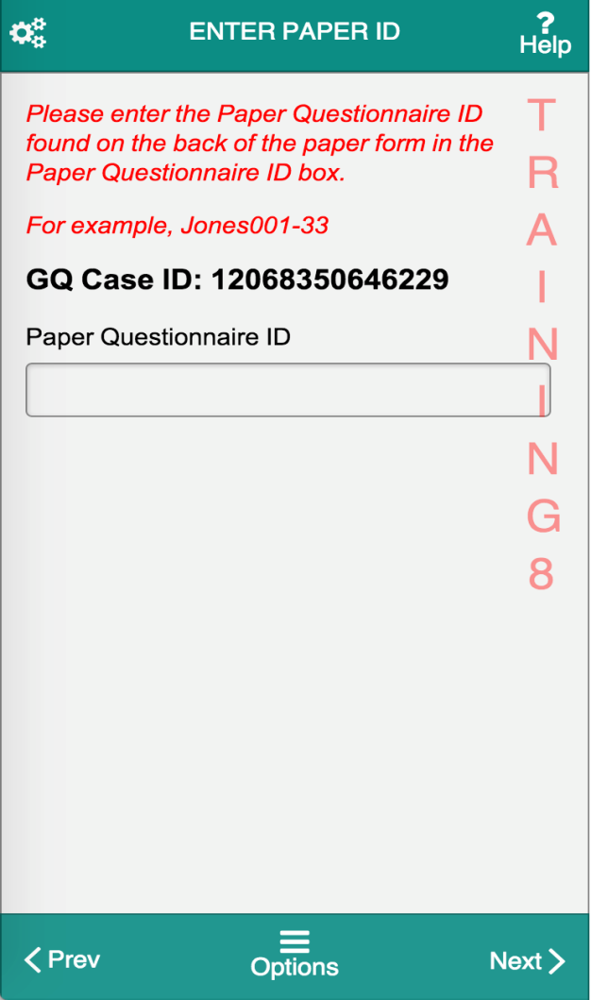 ENTER PAPER ID
?
Help
Please enter the Paper Questionnaire ID
found on the back of the paper form in the
Paper Questionnaire ID box.
For example, Jones001-33
GQ Case ID: 12068350646229
Paper Questionnaire ID
T
R
A
I
N
I
N
G
8
Prev
Options
Next